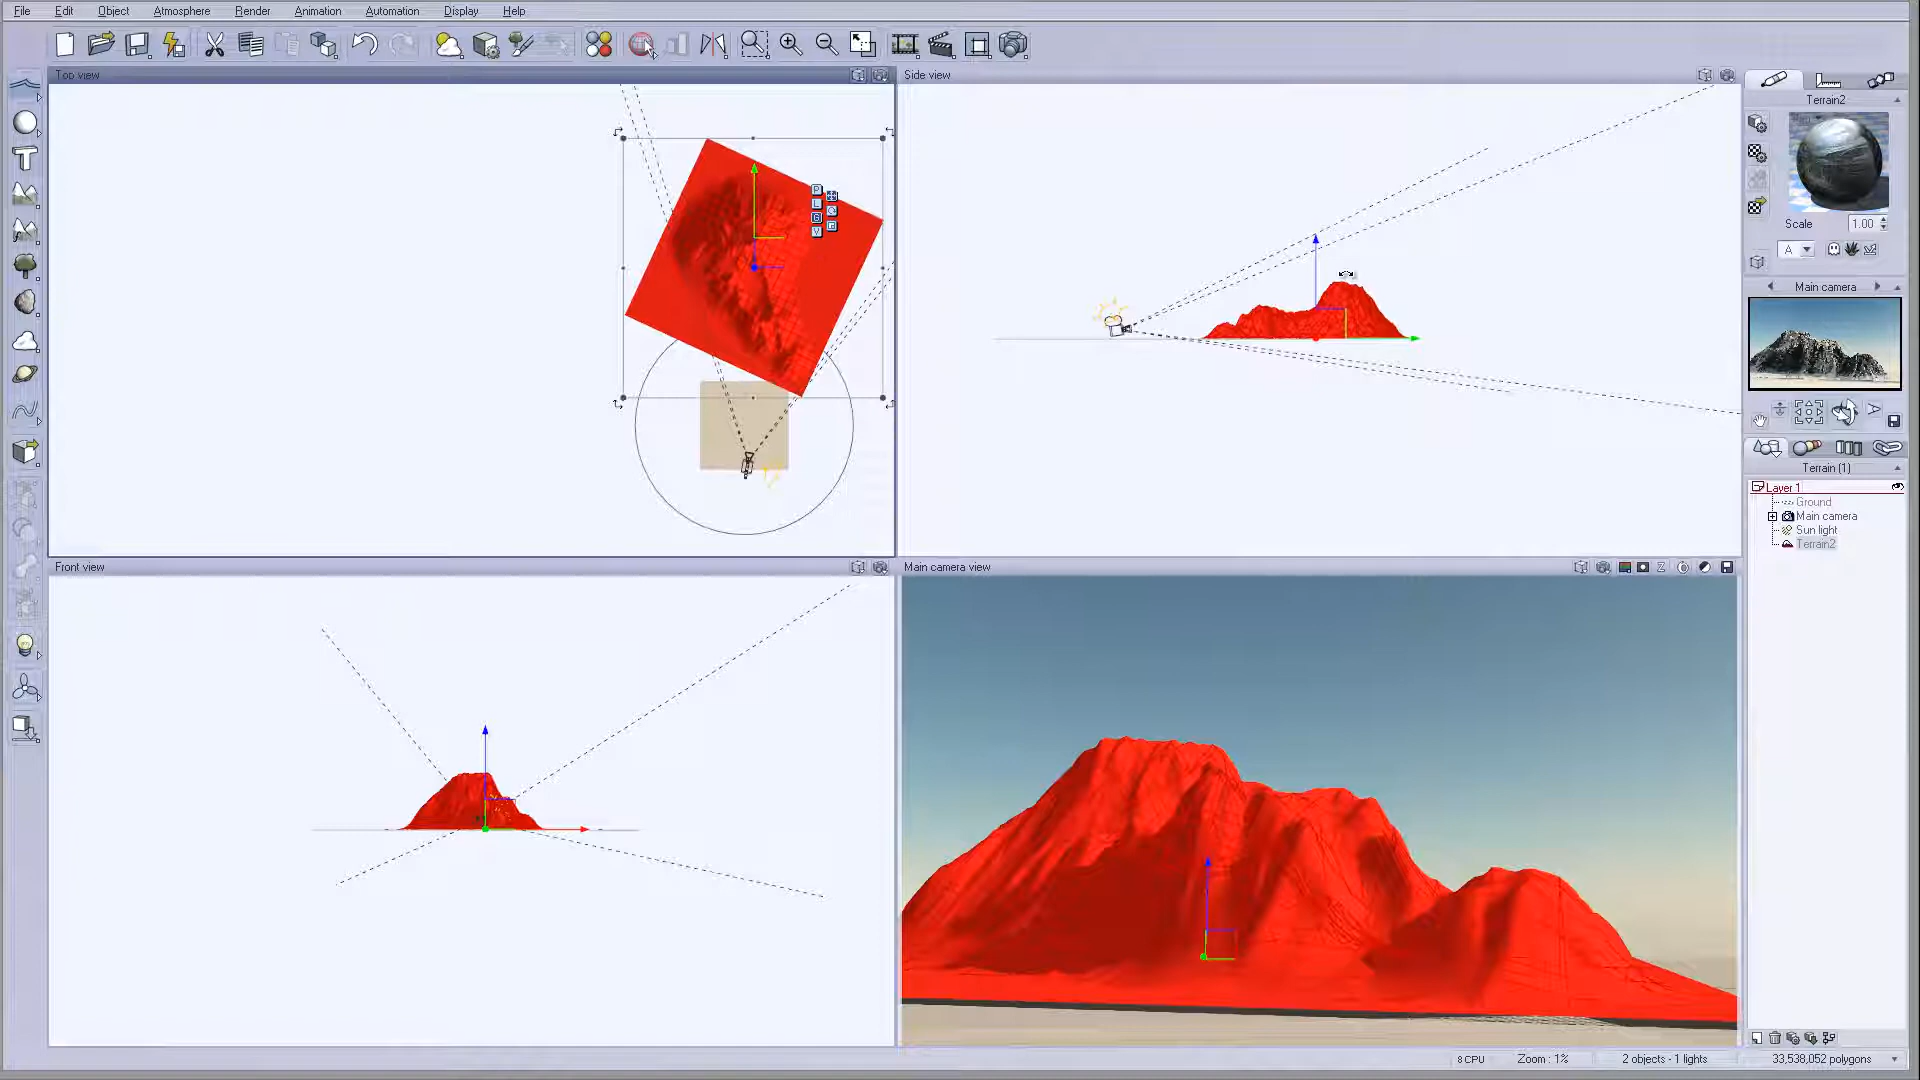 File Edit Object Atmosphere Render Animation Automation Display Help
Top view
Side view
Terrain2
P
L
G
V
Scale 1.00
A
Main camera
Terrain (1)
Layer 1
Ground
Main camera
Sun light
Terrain2
Front view
Main camera view
Z
8 CPU Zoom : 1% 2 objects - 1 lights 33,538,052 polygons